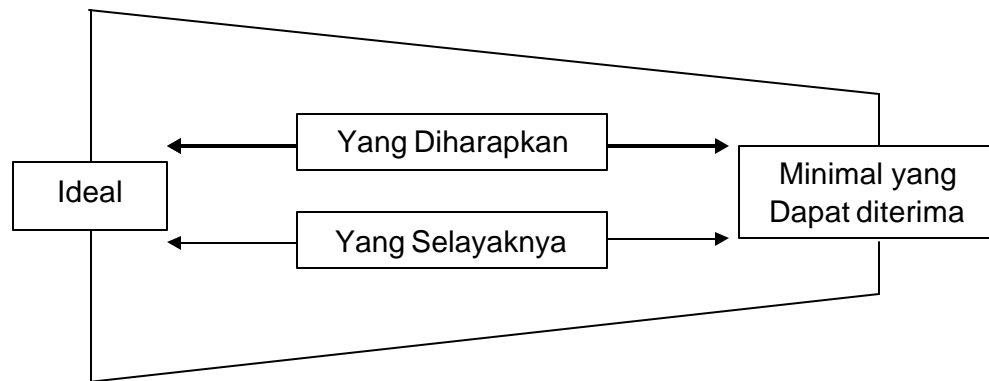 Yang Diharapkan
Ideal
Minimal yang
Dapat diterima
Yang Selayaknya